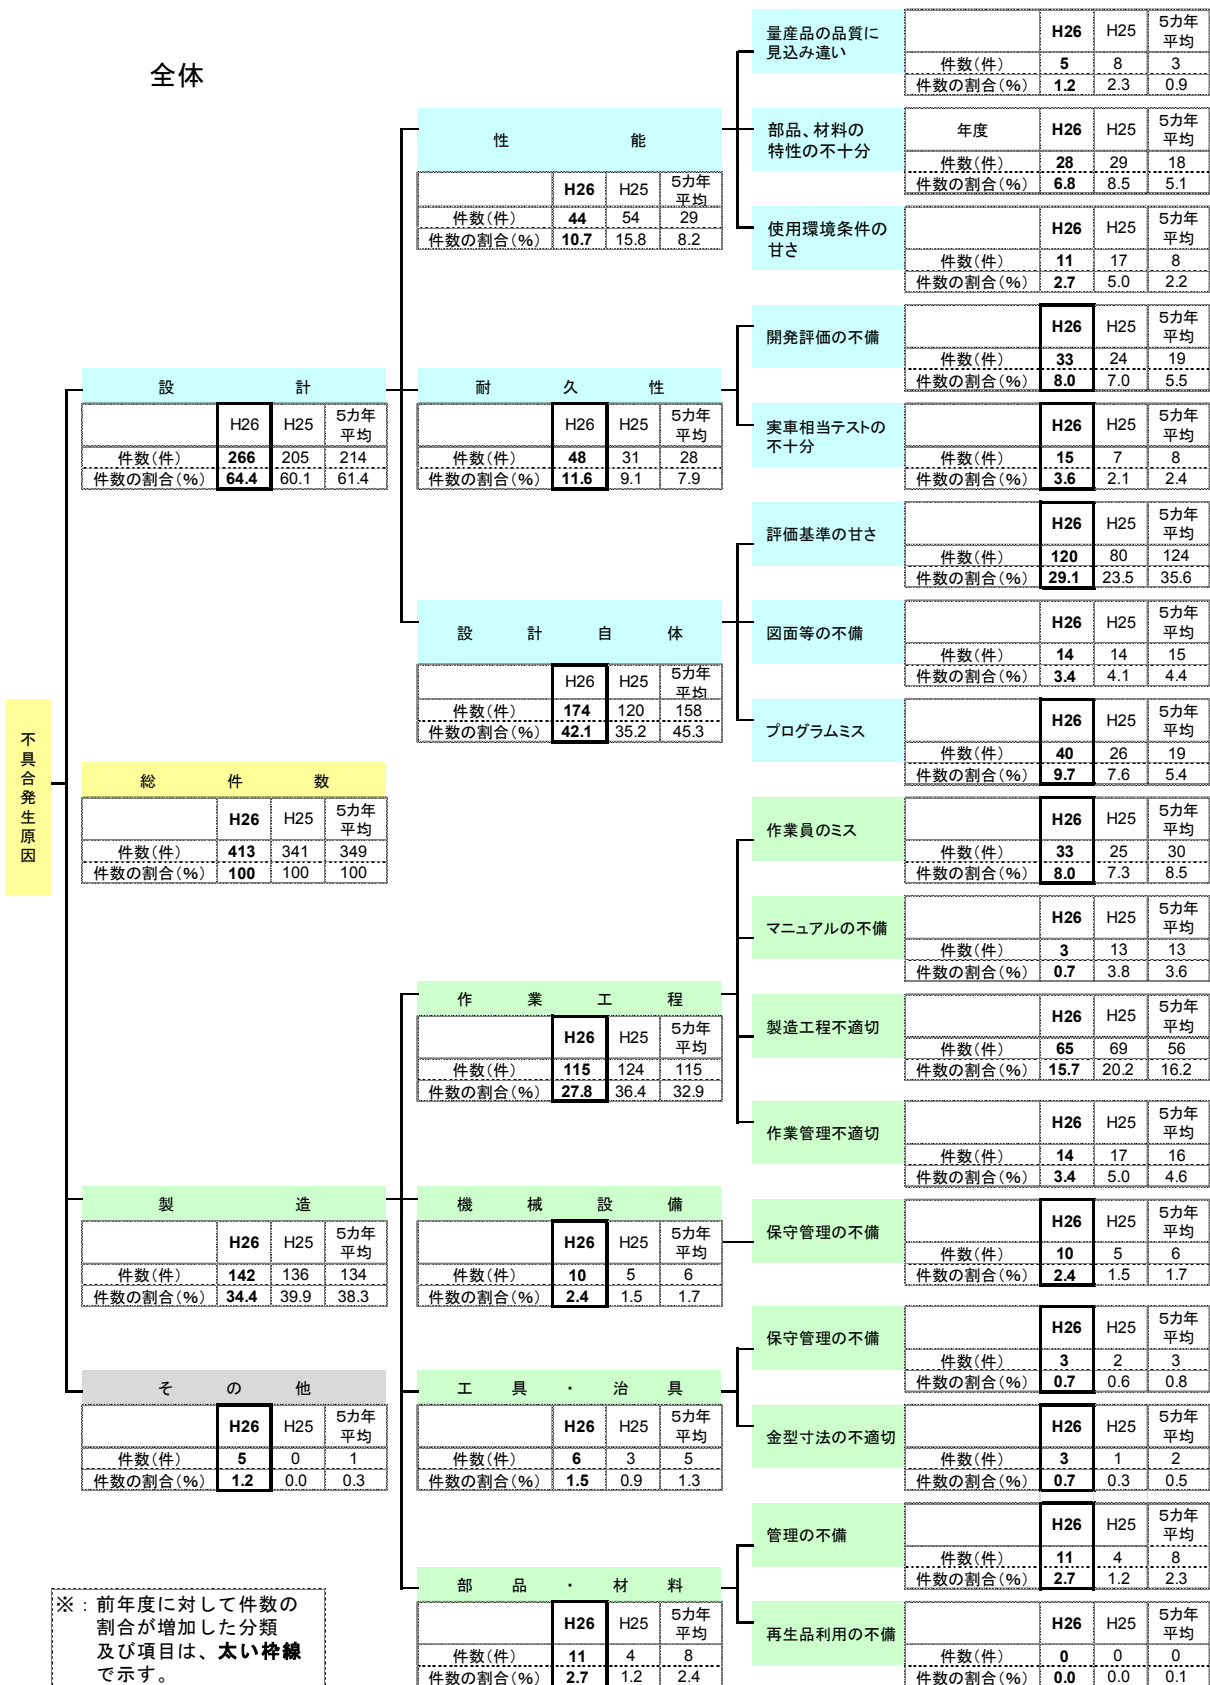 全体
不具合発生原因
設計
H26 H25 5カ年平均
件数(件) 266 205 214
件数の割合(%) 64.4 60.1 61.4
総件数
H26 H25 5カ年平均
件数(件) 413 341 349
件数の割合(%) 100 100 100
製造
H26 H25 5カ年平均
件数(件) 142 136 134
件数の割合(%) 34.4 39.9 38.3
その他
H26 H25 5カ年平均
件数(件) 5 0 1
件数の割合(%) 1.2 0.0 0.3
※：前年度に対して件数の
割合が増加した分類
及び項目は、太い枠線
で示す。
性能
H26 H25 5カ年平均
件数(件) 44 54 29
件数の割合(%) 10.7 15.8 8.2
耐久性
H26 H25 5カ年平均
件数(件) 48 31 28
件数の割合(%) 11.6 9.1 7.9
設計自体
H26 H25 5カ年平均
件数(件) 174 120 158
件数の割合(%) 42.1 35.2 45.3
作業工程
H26 H25 5カ年平均
件数(件) 115 124 115
件数の割合(%) 27.8 36.4 32.9
機械設備
H26 H25 5カ年平均
件数(件) 10 5 6
件数の割合(%) 2.4 1.5 1.7
工具・治具
H26 H25 5カ年平均
件数(件) 6 3 5
件数の割合(%) 1.5 0.9 1.3
部品・材料
H26 H25 5カ年平均
件数(件) 11 4 8
件数の割合(%) 2.7 1.2 2.4
量産品の品質に
見込み違い
H26 H25 5カ年平均
件数(件) 5 8 3
件数の割合(%) 1.2 2.3 0.9
部品、材料の
特性の不十分
年度 H26 H25 5カ年平均
件数(件) 28 29 18
件数の割合(%) 6.8 8.5 5.1
使用環境条件の
甘さ
H26 H25 5カ年平均
件数(件) 11 17 8
件数の割合(%) 2.7 5.0 2.2
開発評価の不備
H26 H25 5カ年平均
件数(件) 33 24 19
件数の割合(%) 8.0 7.0 5.5
実車相当テストの
不十分
H26 H25 5カ年平均
件数(件) 15 7 8
件数の割合(%) 3.6 2.1 2.4
評価基準の甘さ
H26 H25 5カ年平均
件数(件) 120 80 124
件数の割合(%) 29.1 23.5 35.6
図面等の不備
H26 H25 5カ年平均
件数(件) 14 14 15
件数の割合(%) 3.4 4.1 4.4
プログラムミス
H26 H25 5カ年平均
件数(件) 40 26 19
件数の割合(%) 9.7 7.6 5.4
作業員のミス
H26 H25 5カ年平均
件数(件) 33 25 30
件数の割合(%) 8.0 7.3 8.5
マニュアルの不備
H26 H25 5カ年平均
件数(件) 3 13 13
件数の割合(%) 0.7 3.8 3.6
製造工程不適切
H26 H25 5カ年平均
件数(件) 65 69 56
件数の割合(%) 15.7 20.2 16.2
作業管理不適切
H26 H25 5カ年平均
件数(件) 14 17 16
件数の割合(%) 3.4 5.0 4.6
保守管理の不備
H26 H25 5カ年平均
件数(件) 10 5 6
件数の割合(%) 2.4 1.5 1.7
保守管理の不備
H26 H25 5カ年平均
件数(件) 3 2 3
件数の割合(%) 0.7 0.6 0.8
金型寸法の不適切
H26 H25 5カ年平均
件数(件) 3 1 2
件数の割合(%) 0.7 0.3 0.5
管理の不備
H26 H25 5カ年平均
件数(件) 11 4 8
件数の割合(%) 2.7 1.2 2.3
再生品利用の不備
H26 H25 5カ年平均
件数(件) 0 0 0
件数の割合(%) 0.0 0.0 0.1